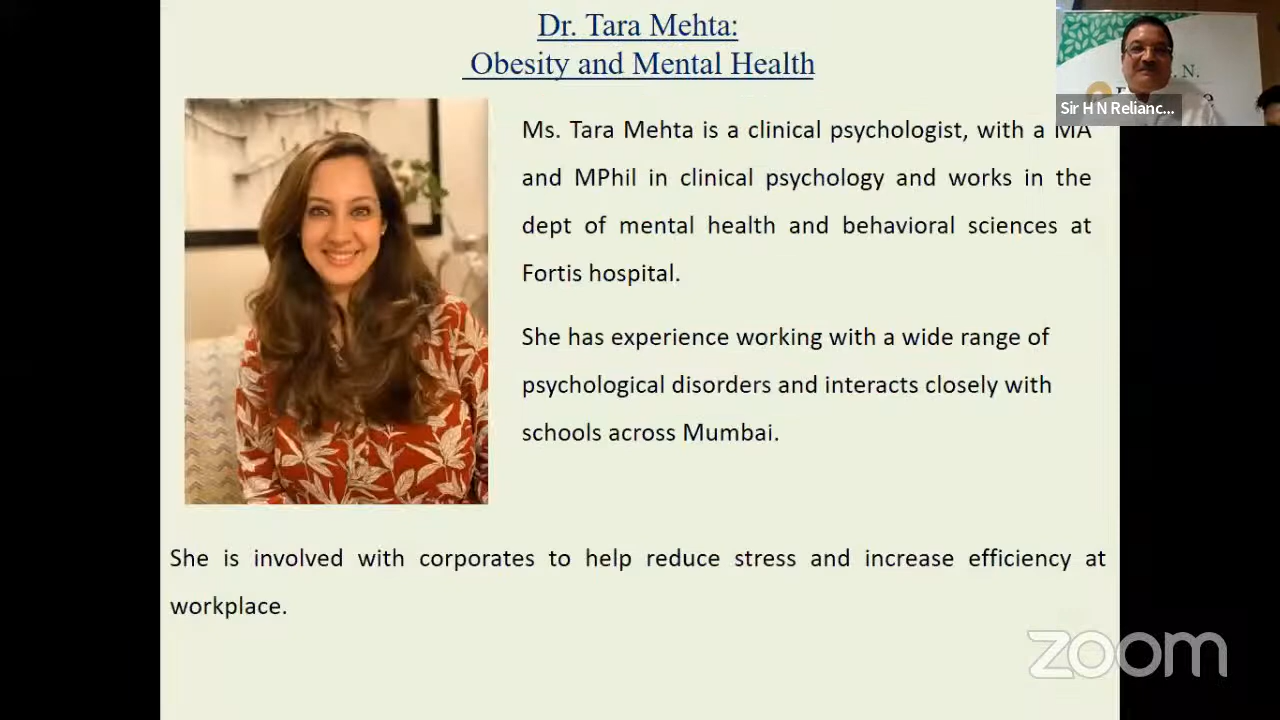 Dr. Tara Mehta:
Obesity and Mental Health
N.
Sir H N Relianc...
Ms. Tara Mehta is a clinical psychologist, with a MA
and MPhil in clinical psychology and works in the
dept of mental health and behavioral sciences at
Fortis hospital.
She has experience working with a wide range of
psychological disorders and interacts closely with
schools across Mumbai.
She is involved with corporates to help reduce stress and increase efficiency at
workplace.
zoom